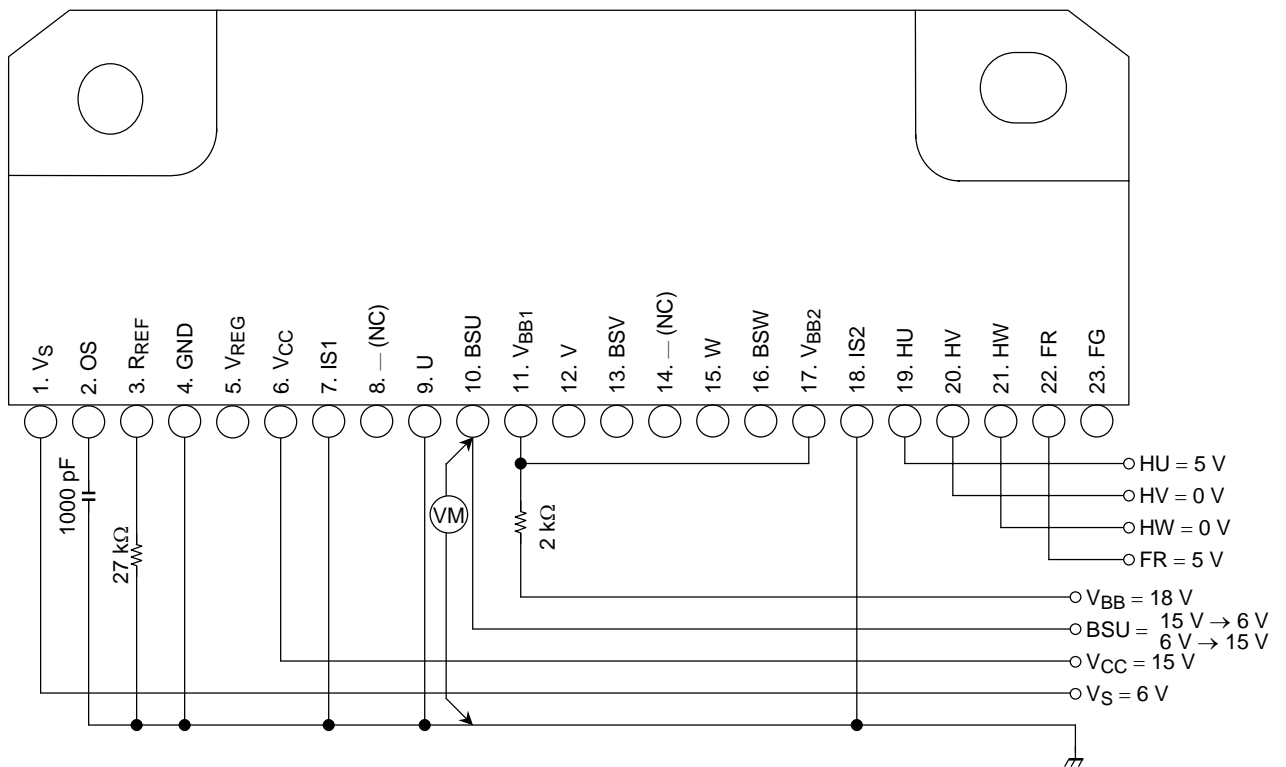 1. VS
2. OS
3. RREF
4. GND
5. VREG
6. VCC
7. IS1
8. — (NC)
9. U
10. BSU
11. VBB1
12. V
13. BSV
14. — (NC)
15. W
16. BSW
17. VBB2
18. IS2
19. HU
20. HV
21. HW
22. FR
23. FG
1000 pF
27 kΩ
VM
2 kΩ
HU = 5 V
HV = 0 V
HW = 0 V
FR = 5 V
VBB = 18 V
BSU = 15 V → 6 V
6 V → 15 V
VCC = 15 V
VS = 6 V